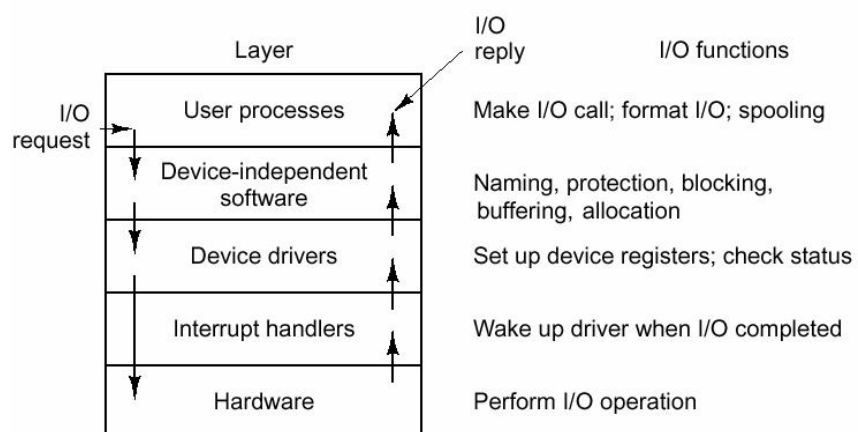 Layer
I/O
reply
I/O functions
I/O
request
User processes
Make I/O call; format I/O; spooling
Device-independent
software
Naming, protection, blocking,
buffering, allocation
Device drivers
Set up device registers; check status
Interrupt handlers
Wake up driver when I/O completed
Hardware
Perform I/O operation